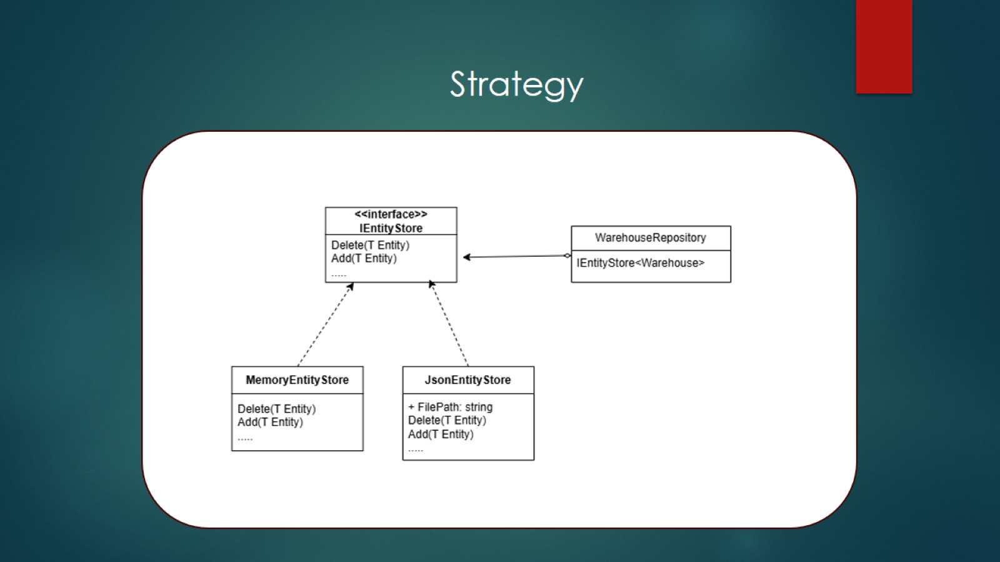 Strategy
<<interface>>
IEntityStore
Delete(T Entity)
Add(T Entity)
.....
WarehouseRepository
IEntityStore<Warehouse>
MemoryEntityStore
Delete(T Entity)
Add(T Entity)
.....
JsonEntityStore
+ FilePath: string
Delete(T Entity)
Add(T Entity)
.....